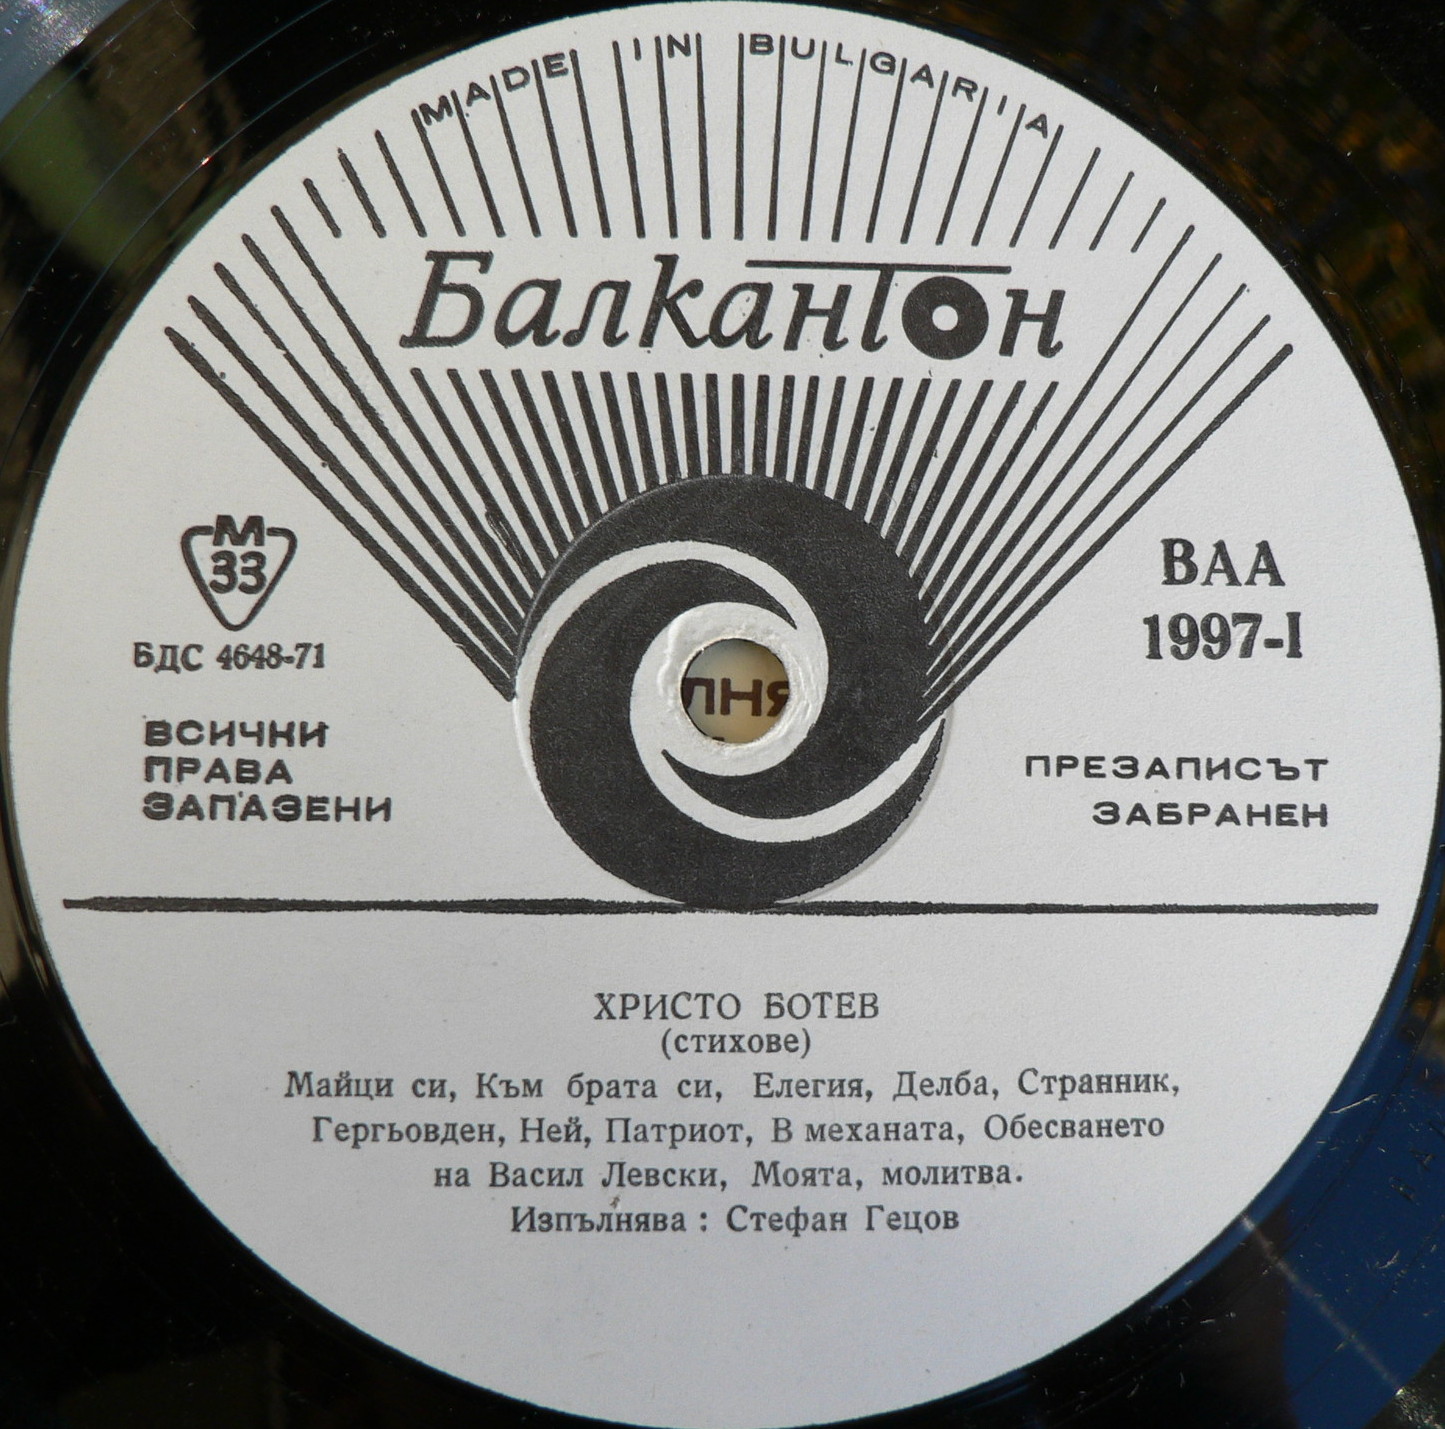 MADE IN BULGARIA
Балкантон
М
33
БДС 4648-71
ВАА
1997-I
ВСИЧКИ
ПРАВА
ЗАПАЗЕНИ
ПРЕЗАПИСЪТ
ЗАБРАНЕН
ЛНЯ
ХРИСТО БОТЕВ
(стихове)
Майци си, Към брата си, Елегия, Делба, Странник,
Гергьовден, Ней, Патриот, В механата, Обесването
на Васил Левски, Моята, молитва.
Изпълнява : Стефан Гецов